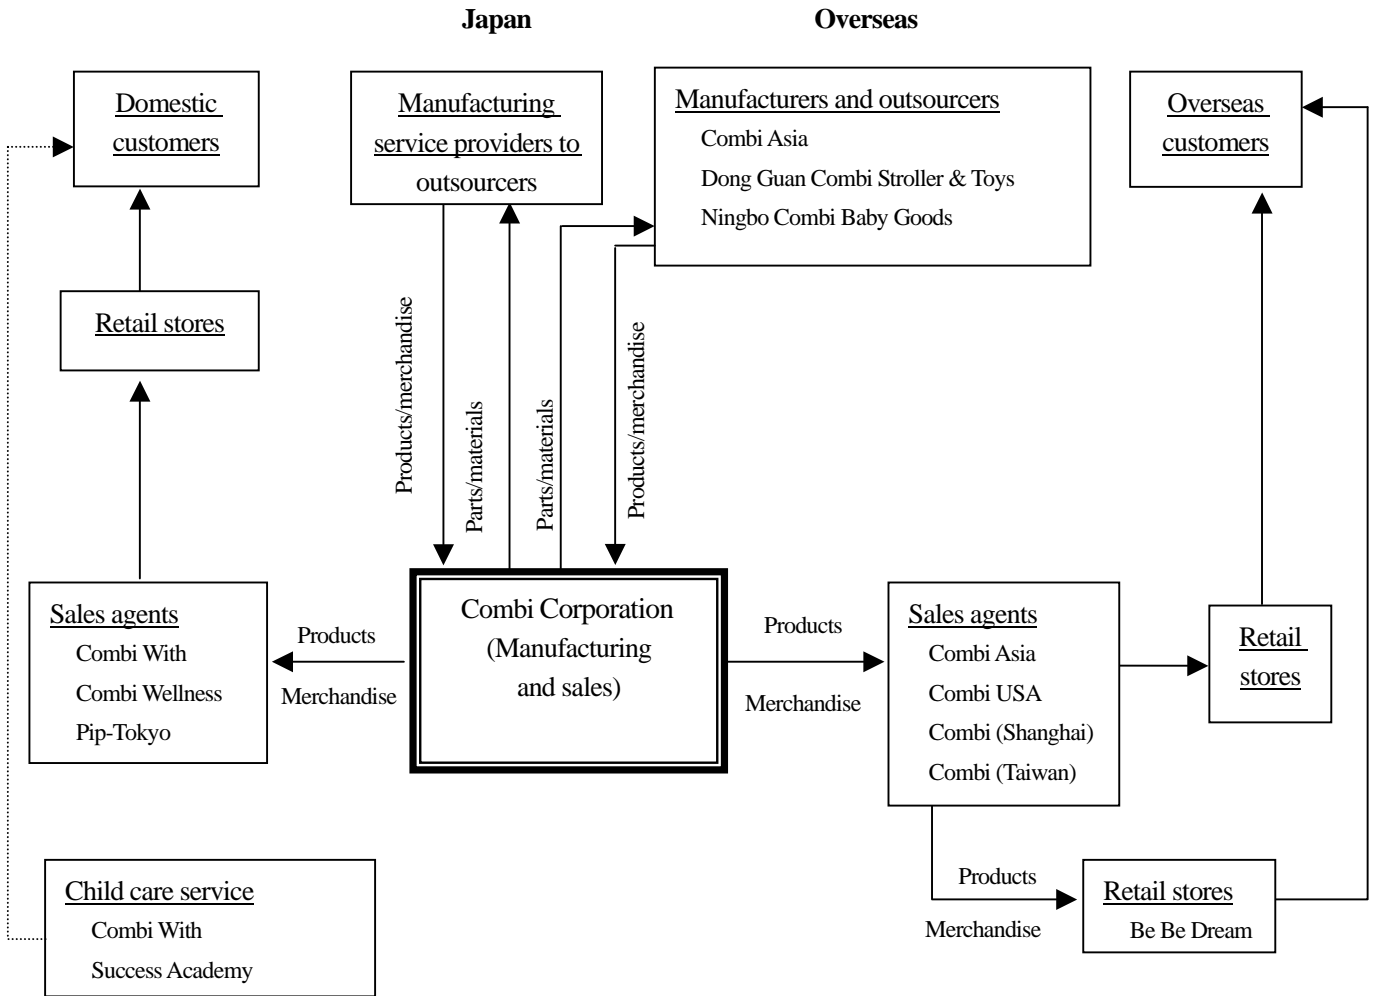 Japan
Overseas
Domestic
customers
Manufacturing
service providers to
outsourcers
Manufacturers and outsourcers
Combi Asia
Dong Guan Combi Stroller & Toys
Ningbo Combi Baby Goods
Overseas
customers
Retail stores
Products/merchandise
Parts/materials
Parts/materials
Products/merchandise
Sales agents
Combi With
Combi Wellness
Pip-Tokyo
Products
Merchandise
Combi Corporation
(Manufacturing
and sales)
Products
Merchandise
Sales agents
Combi Asia
Combi USA
Combi (Shanghai)
Combi (Taiwan)
Retail
stores
Child care service
Combi With
Success Academy
Products
Merchandise
Retail stores
Be Be Dream